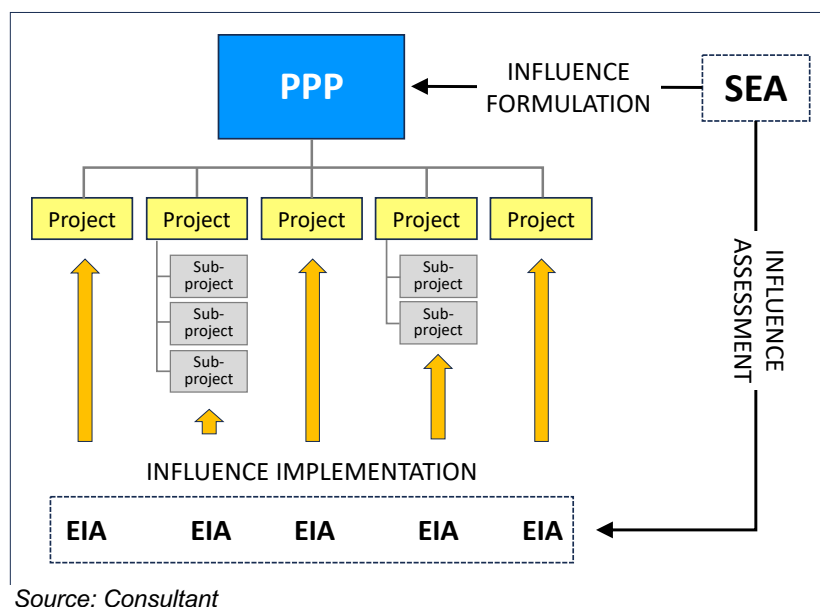 PPP
INFLUENCE
FORMULATION
SEA
Project
Project
Project
Project
Project
Sub-
project
Sub-
project
Sub-
project
Sub-
project
Sub-
project
INFLUENCE
ASSESSMENT
INFLUENCE IMPLEMENTATION
EIA
EIA
EIA
EIA
EIA
Source: Consultant